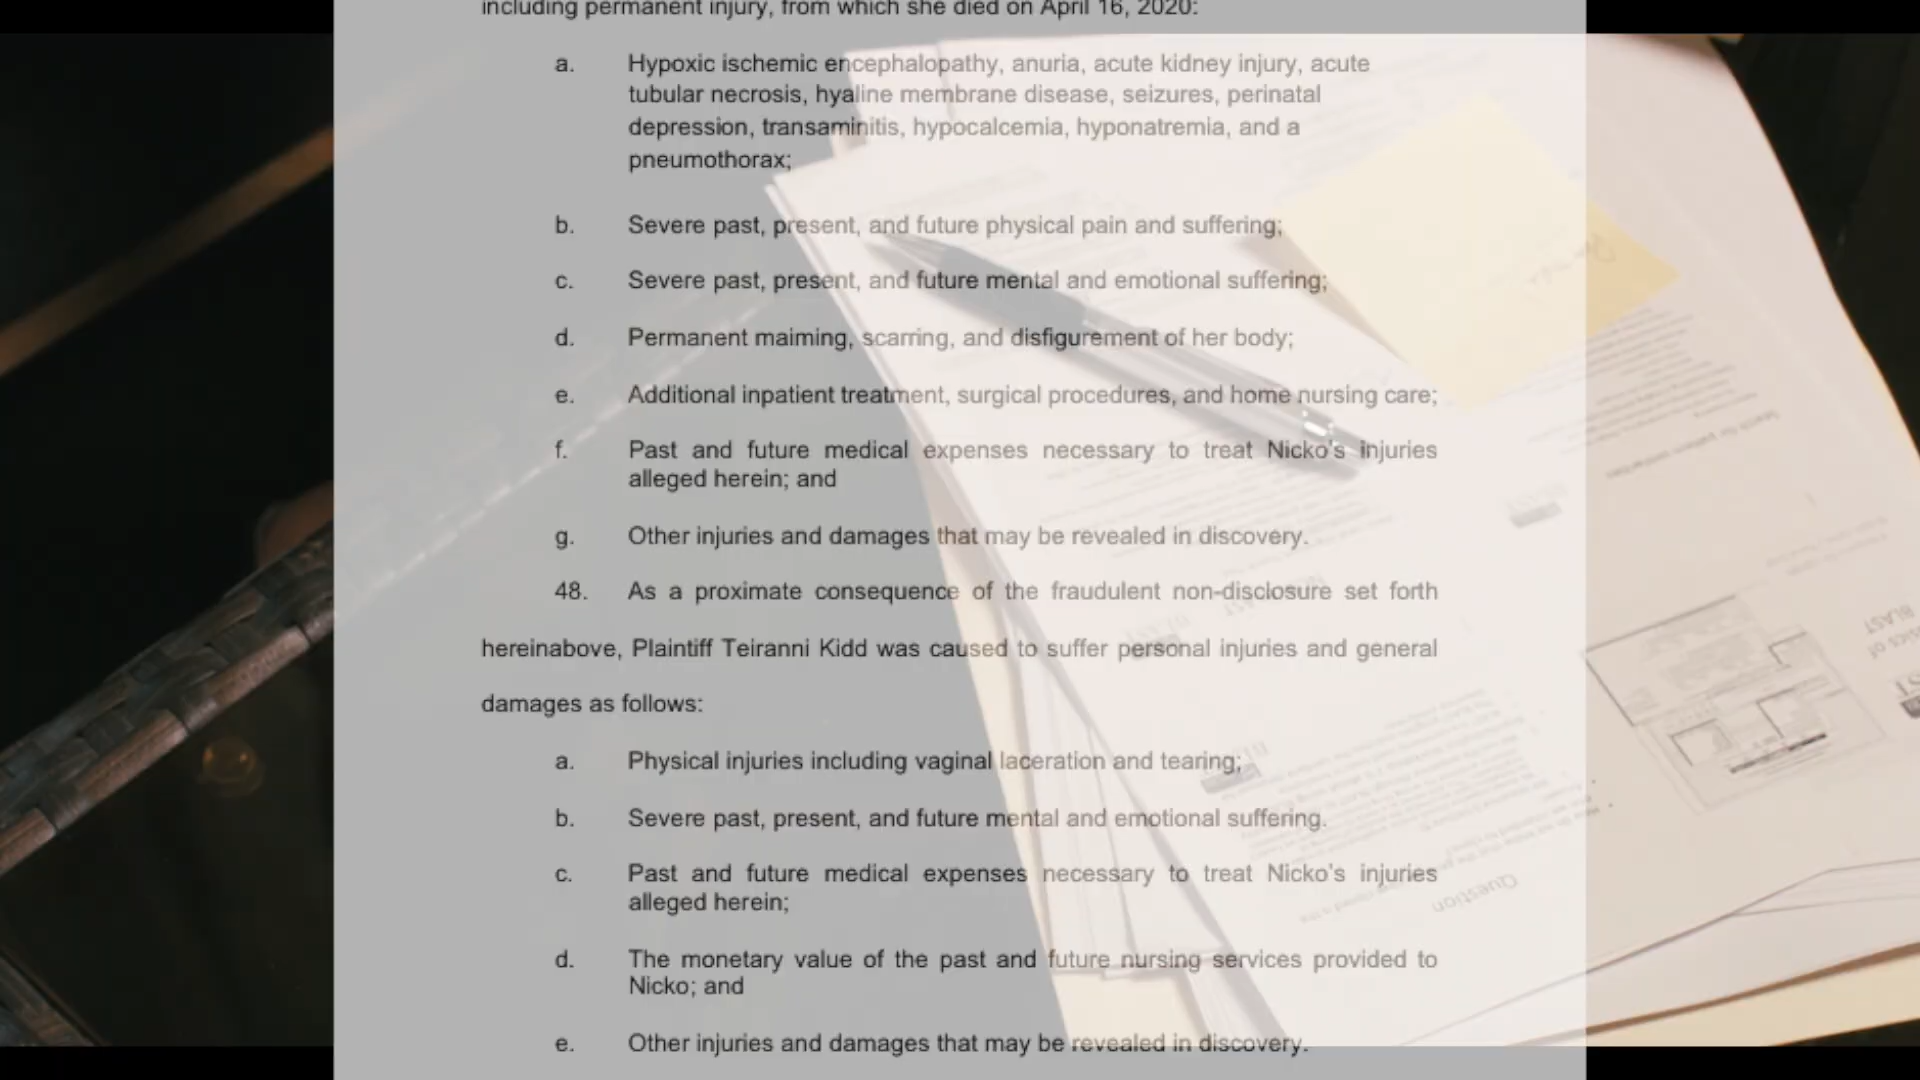 including permanent injury, from which she died on April 16, 2020:
a. Hypoxic ischemic encephalopathy, anuria, acute kidney injury, acute
tubular necrosis, hyaline membrane disease, seizures, perinatal
depression, transaminitis, hypocalcemia, hyponatremia, and a
pneumothorax;
b. Severe past, present, and future physical pain and suffering;
c. Severe past, present, and future mental and emotional suffering;
d. Permanent maiming, scarring, and disfigurement of her body;
e. Additional inpatient treatment, surgical procedures, and home nursing care;
f. Past and future medical expenses necessary to treat Nicko's injuries
alleged herein; and
g. Other injuries and damages that may be revealed in discovery.
48. As a proximate consequence of the fraudulent non-disclosure set forth
hereinabove, Plaintiff Teiranni Kidd was caused to suffer personal injuries and general
damages as follows:
a. Physical injuries including vaginal laceration and tearing;
b. Severe past, present, and future mental and emotional suffering.
c. Past and future medical expenses necessary to treat Nicko's injuries
alleged herein;
d. The monetary value of the past and future nursing services provided to
Nicko; and
e. Other injuries and damages that may be revealed in discovery.
Question
BLAST